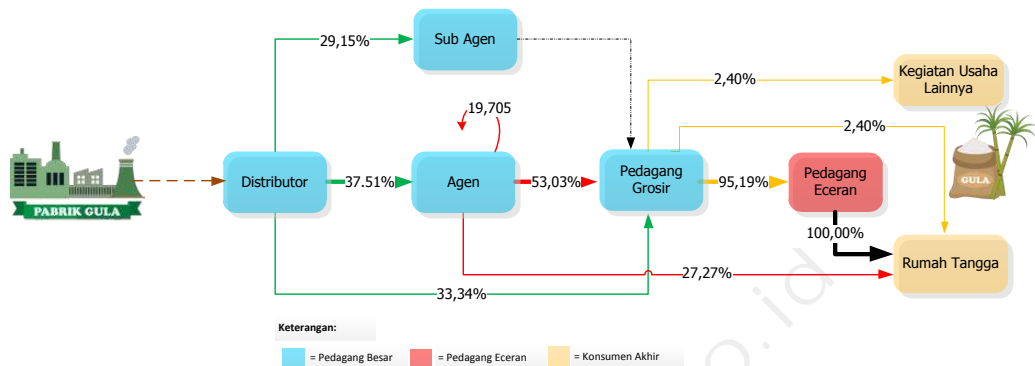 29,15%
Sub Agen
2,40%
Kegiatan Usaha
Lainnya
19,705
2,40%
PABRIK GULA
Distributor
37.51%
Agen
53,03%
Pedagang
Grosir
95,19%
Pedagang
Eceran
GULA
100,00%
Rumah Tangga
27,27%
33,34%
Keterangan:
= Pedagang Besar
= Pedagang Eceran
= Konsumen Akhir
o.id